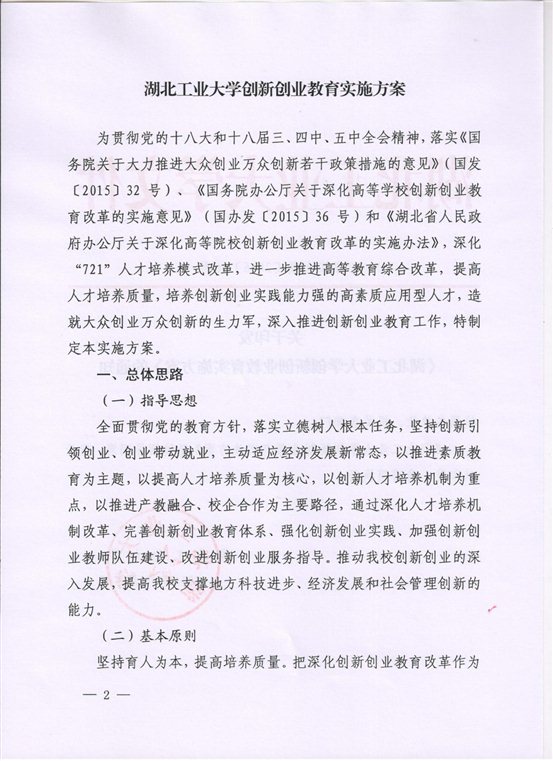 湖北工业大学创新创业教育实施方案
为贯彻党的十八大和十八届三、四中、五中全会精神，落实《国
务院关于大力推进大众创业万众创新若干政策措施的意见》（国发
〔2015〕32 号）、《国务院办公厅关于深化高等学校创新创业教
育改革的实施意见》（国办发〔2015〕36 号）和《湖北省人民政
府办公厅关于深化高等院校创新创业教育改革的实施办法》，深化
“721”人才培养模式改革，进一步推进高等教育综合改革，提高
人才培养质量，培养创新创业实践能力强的高素质应用型人才，造
就大众创业万众创新的生力军，深入推进创新创业教育工作，特制
定本实施方案。
一、总体思路
（一）指导思想
全面贯彻党的教育方针，落实立德树人根本任务，坚持创新引
领创业、创业带动就业，主动适应经济发展新常态，以推进素质教
育为主题，以提高人才培养质量为核心，以创新人才培养机制为重
点，以推进产教融合、校企合作为主要路径，通过深化人才培养机
制改革、完善创新创业教育体系、强化创新创业实践、加强创新创
业教师队伍建设、改进创新创业服务指导。推动我校创新创业的深
入发展，提高我校支撑地方科技进步、经济发展和社会管理创新的
能力。
（二）基本原则
坚持育人为本，提高培养质量。把深化创新创业教育改革作为
— 2 —